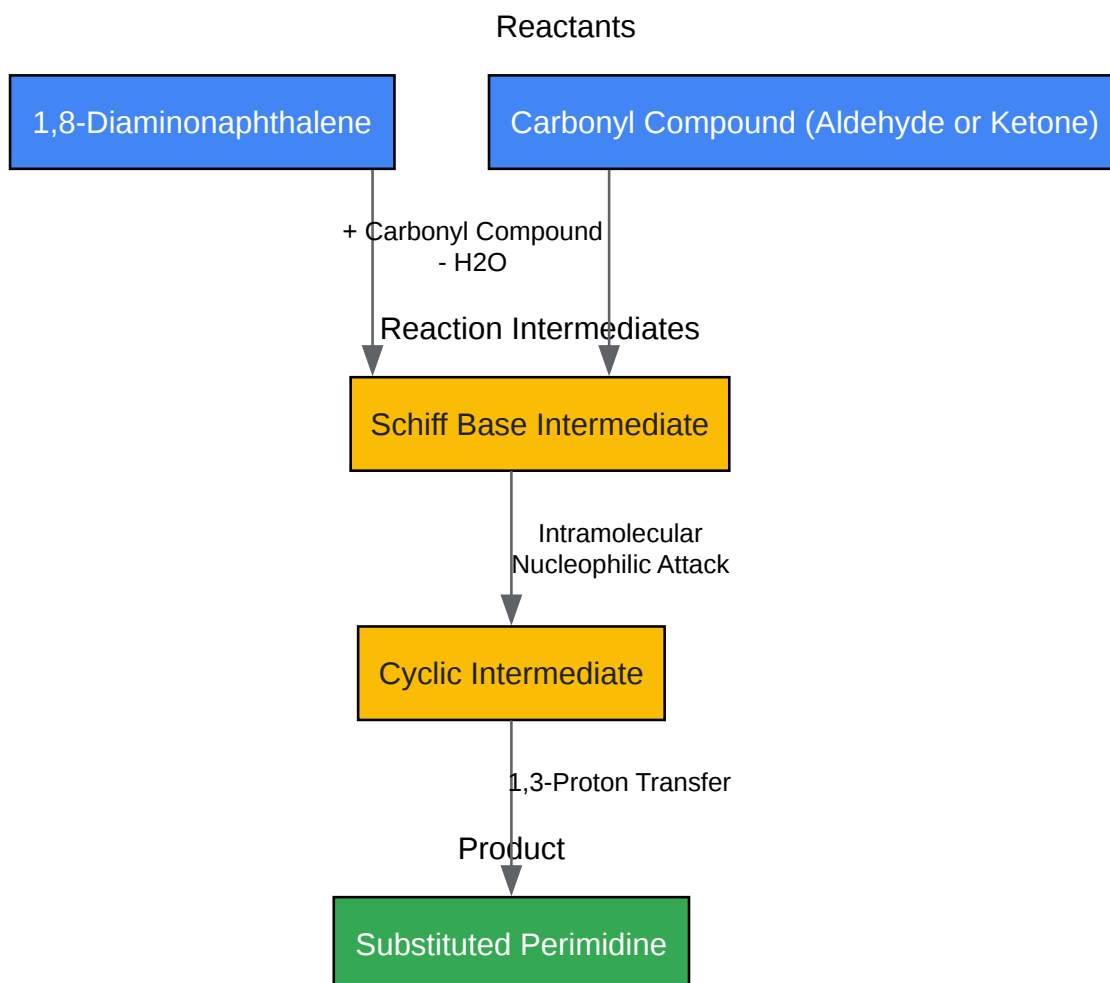 Reactants
1,8-Diaminonaphthalene
Carbonyl Compound (Aldehyde or Ketone)
+ Carbonyl Compound
- H2O
Reaction Intermediates
Schiff Base Intermediate
Intramolecular
Nucleophilic Attack
Cyclic Intermediate
1,3-Proton Transfer
Product
Substituted Perimidine